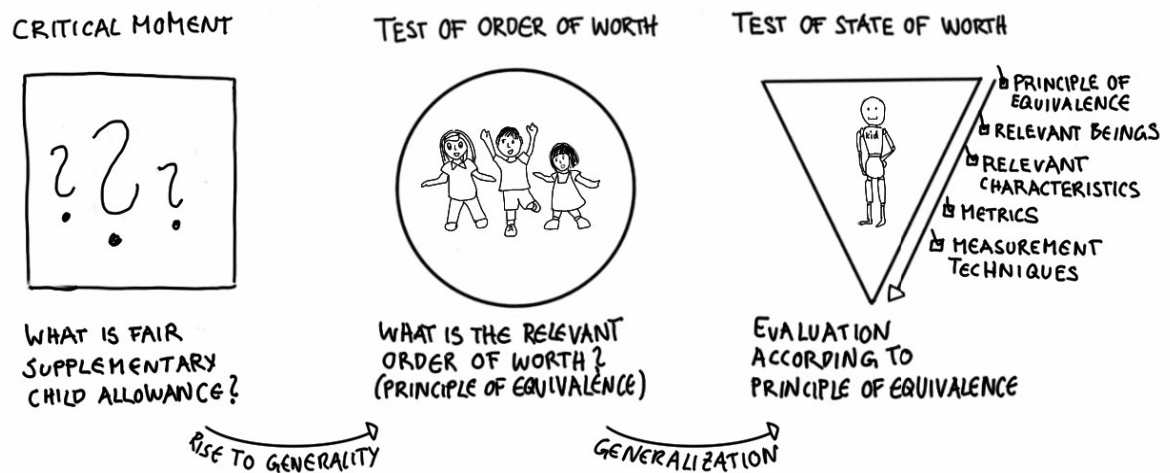 CRITICAL MOMENT
TEST OF ORDER OF WORTH
TEST OF STATE OF WORTH
kid
PRINCIPLE OF
EQUIVALENCE
RELEVANT BEINGS
RELEVANT
CHARACTERISTICS
METRICS
MEASUREMENT
TECHNIQUES
WHAT IS FAIR
SUPPLEMENTARY
CHILD ALLOWANCE?
WHAT IS THE RELEVANT
ORDER OF WORTH?
(PRINCIPLE OF EQUIVALENCE)
EVALUATION
ACCORDING TO
PRINCIPLE OF EQUIVALENCE
RISE TO GENERALITY
GENERALIZATION